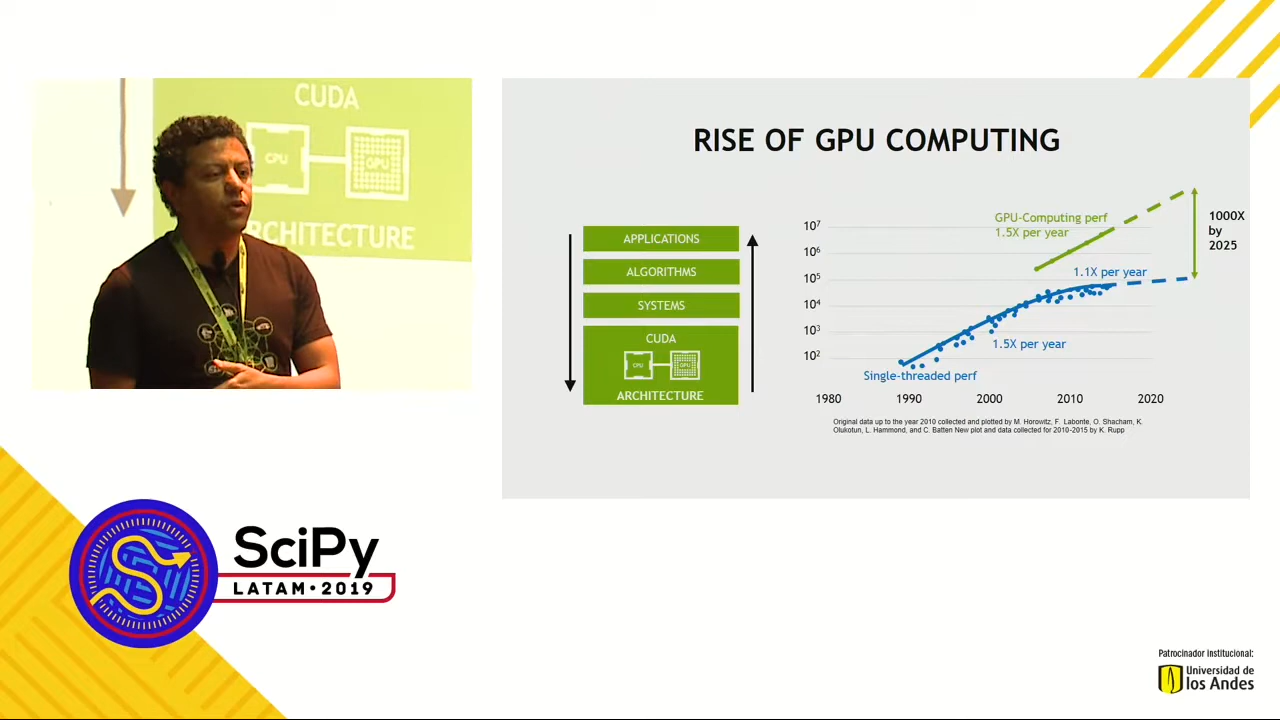 CUDA
CPU
GPU
RCHITECTURE
RISE OF GPU COMPUTING
APPLICATIONS
ALGORITHMS
SYSTEMS
CUDA
CPU
GPU
ARCHITECTURE
10⁷
10⁶
10⁵
10⁴
10³
10²
GPU-Computing perf
1.5X per year
1000X
by
2025
1.1X per year
1.5X per year
Single-threaded perf
1980
1990
2000
2010
2020
Original data up to the year 2010 collected and plotted by M. Horowitz, F. Labonte, O. Shacham, K.
Olukotun, L. Hammond, and C. Batten New plot and data collected for 2010-2015 by K. Rupp
SciPy
LATAM • 2019
Patrocinador institucional:
Universidad de
los Andes